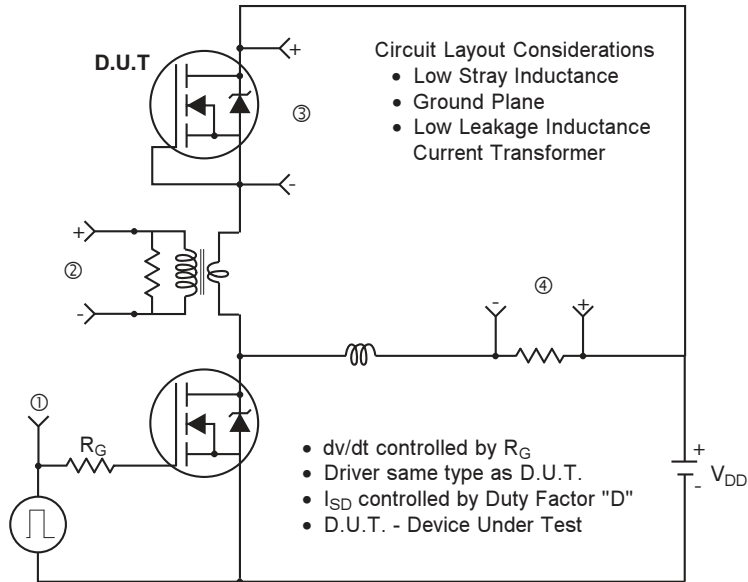 D.U.T
+
-
③
Circuit Layout Considerations
• Low Stray Inductance
• Ground Plane
• Low Leakage Inductance
Current Transformer
+
②
-
-
④
+
①
R_G
• dv/dt controlled by R_G
• Driver same type as D.U.T.
• I_SD controlled by Duty Factor "D"
• D.U.T. - Device Under Test
+
-
V_DD